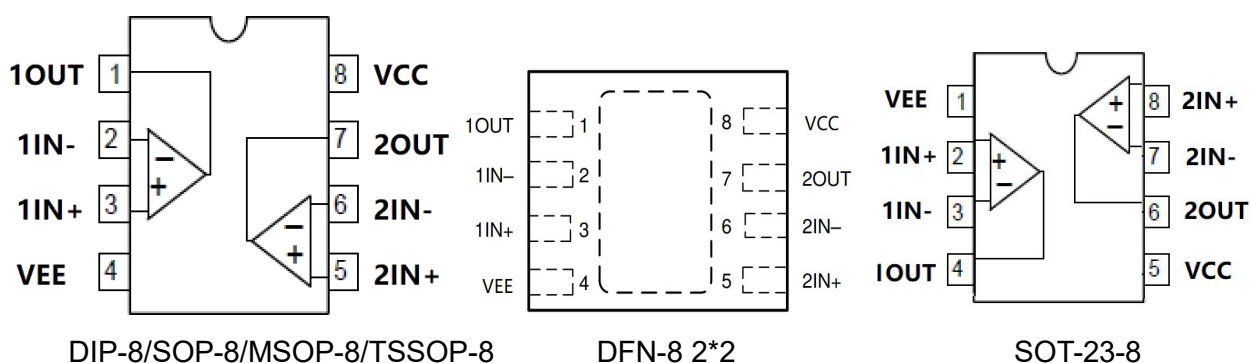 1OUT 1 8 VCC
1IN- 2 7 2OUT
1IN+ 3 6 2IN-
VEE 4 5 2IN+
DIP-8/SOP-8/MSOP-8/TSSOP-8
1OUT 1 8 VCC
1IN– 2 7 2OUT
1IN+ 3 6 2IN–
VEE 4 5 2IN+
DFN-8 2*2
VEE 1 8 2IN+
1IN+ 2 7 2IN-
1IN- 3 6 2OUT
IOUT 4 5 VCC
SOT-23-8